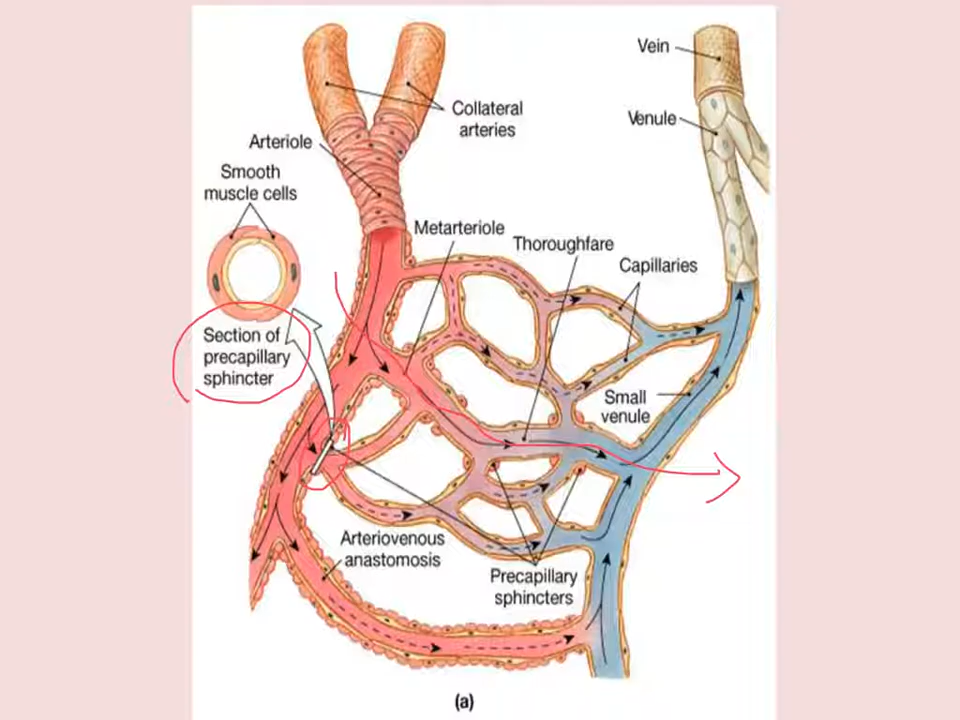 Vein
Collateral
arteries
Venule
Arteriole
Smooth
muscle cells
Metarteriole
Thoroughfare
Capillaries
Section of
precapillary
sphincter
Small
venule
Arteriovenous
anastomosis
Precapillary
sphincters
(a)